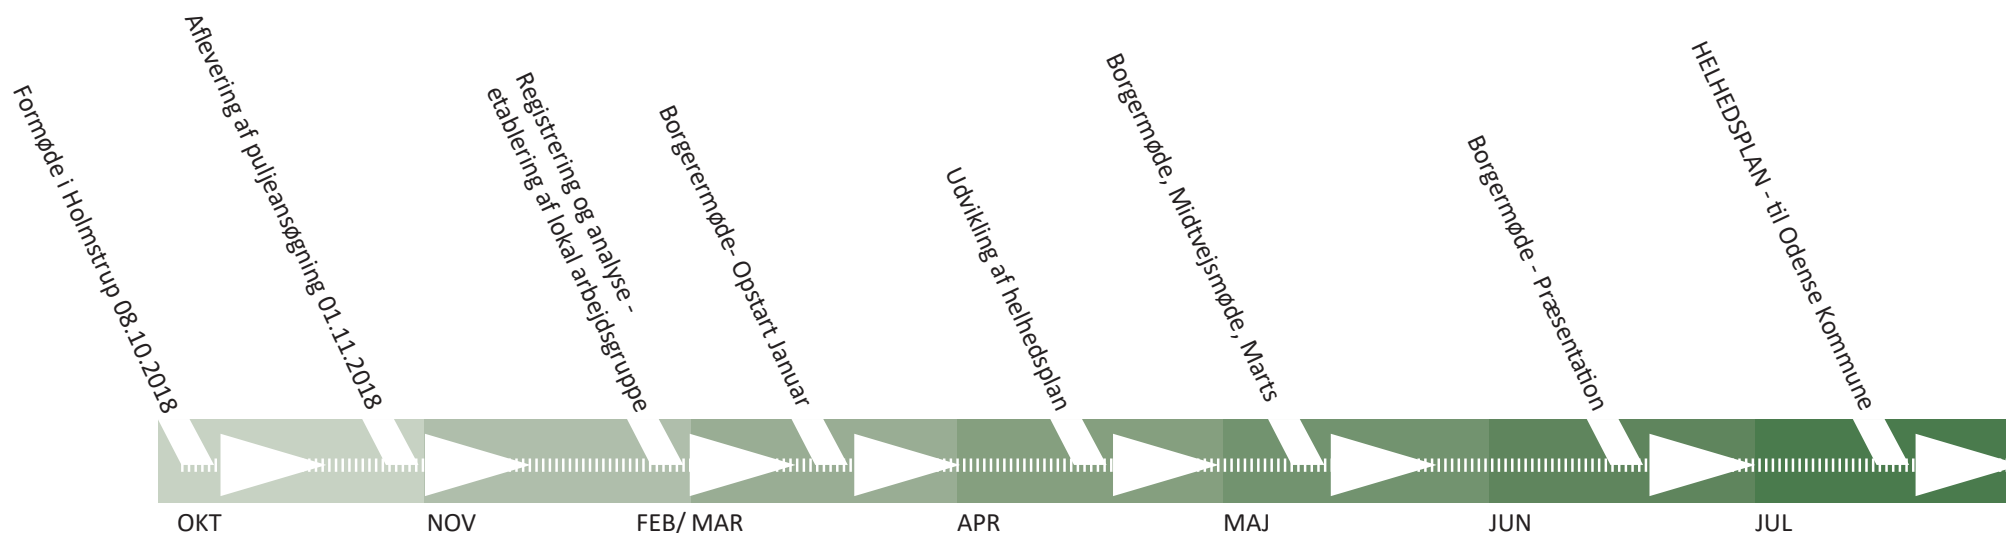 Formøde i Holmstrup 08.10.2018
Aflevering af puljeansøgning 01.11.2018
Registrering og analyse -
etablering af lokal arbejdsgruppe
Borgerermøde- Opstart Januar
Udvikling af helhedsplan
Borgermøde, Midtvejsmøde, Marts
Borgermøde - Præsentation
HELHEDSPLAN - til Odense Kommune
OKT
NOV
FEB/ MAR
APR
MAJ
JUN
JUL